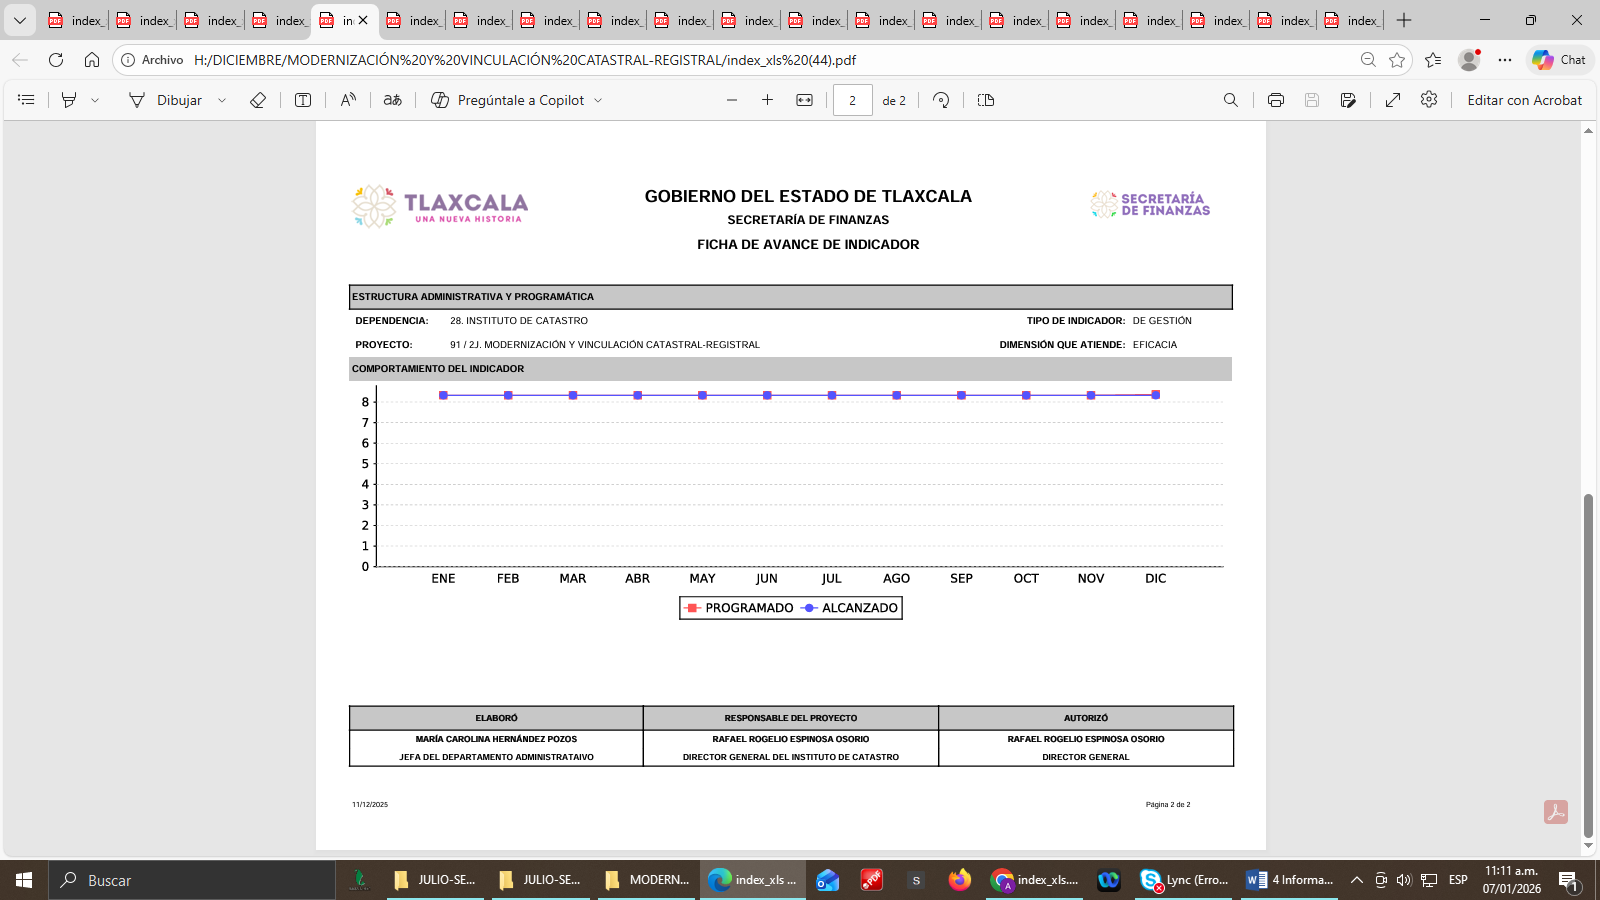 index_ index_: index_ index_ in index_ index_ index_ index_ index_ index_ index_ index_ index_ index_ index_ index_ index_ index_ index_
Archivo H:/DICIEMBRE/MODERNIZACIÓN%20Y%20VINCULACIÓN%20CATASTRAL-REGISTRAL/index_xls%20(44).pdf Chat
Dibujar Pregúntale a Copilot 2 de 2 Editar con Acrobat
TLAXCALA
UNA NUEVA HISTORIA
GOBIERNO DEL ESTADO DE TLAXCALA
SECRETARÍA DE FINANZAS
FICHA DE AVANCE DE INDICADOR
SECRETARÍA
DE FINANZAS
ESTRUCTURA ADMINISTRATIVA Y PROGRAMÁTICA
DEPENDENCIA: 28. INSTITUTO DE CATASTRO TIPO DE INDICADOR: DE GESTIÓN
PROYECTO: 91 / 2J. MODERNIZACIÓN Y VINCULACIÓN CATASTRAL-REGISTRAL DIMENSIÓN QUE ATIENDE: EFICACIA
COMPORTAMIENTO DEL INDICADOR
8
7
6
5
4
3
2
1
0
ENE FEB MAR ABR MAY JUN JUL AGO SEP OCT NOV DIC
PROGRAMADO ALCANZADO
ELABORÓ RESPONSABLE DEL PROYECTO AUTORIZÓ
MARÍA CAROLINA HERNÁNDEZ POZOS RAFAEL ROGELIO ESPINOSA OSORIO RAFAEL ROGELIO ESPINOSA OSORIO
JEFA DEL DEPARTAMENTO ADMINISTRATAIVO DIRECTOR GENERAL DEL INSTITUTO DE CATASTRO DIRECTOR GENERAL
11/12/2025 Página 2 de 2
Buscar JULIO-SE... JULIO-SE... MODERN... index_xls ... index_xls.... Lync (Erro... 4 Informa... ESP 11:11 a.m.
07/01/2026
1